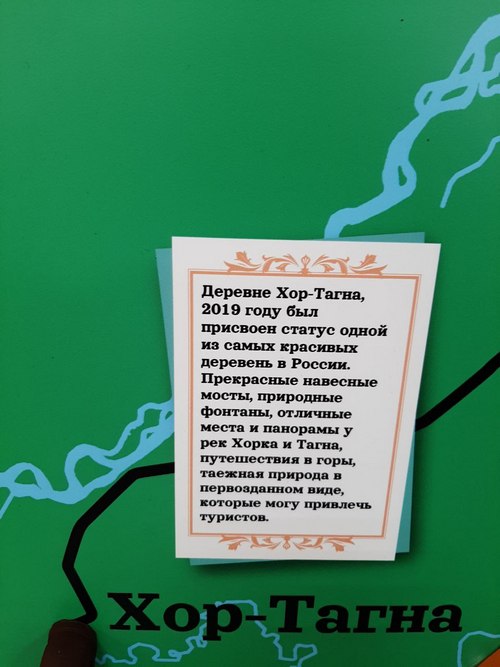 Деревне Хор-Тагна,
2019 году был
присвоен статус одной
из самых красивых
деревень в России.
Прекрасные навесные
мосты, природные
фонтаны, отличные
места и панорамы у
рек Хорка и Тагна,
путешествия в горы,
таежная природа в
первозданном виде,
которые могу привлечь
туристов.
Хор-Тагна